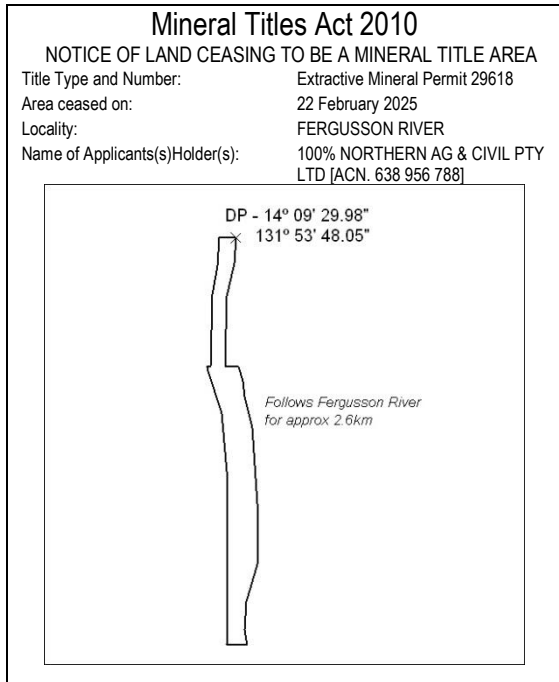 Mineral Titles Act 2010
NOTICE OF LAND CEASING TO BE A MINERAL TITLE AREA
Title Type and Number: Extractive Mineral Permit 29618
Area ceased on: 22 February 2025
Locality: FERGUSSON RIVER
Name of Applicants(s)Holder(s): 100% NORTHERN AG & CIVIL PTY
LTD [ACN. 638 956 788]
DP - 14° 09' 29.98"
131° 53' 48.05"
Follows Fergusson River
for approx 2.6km